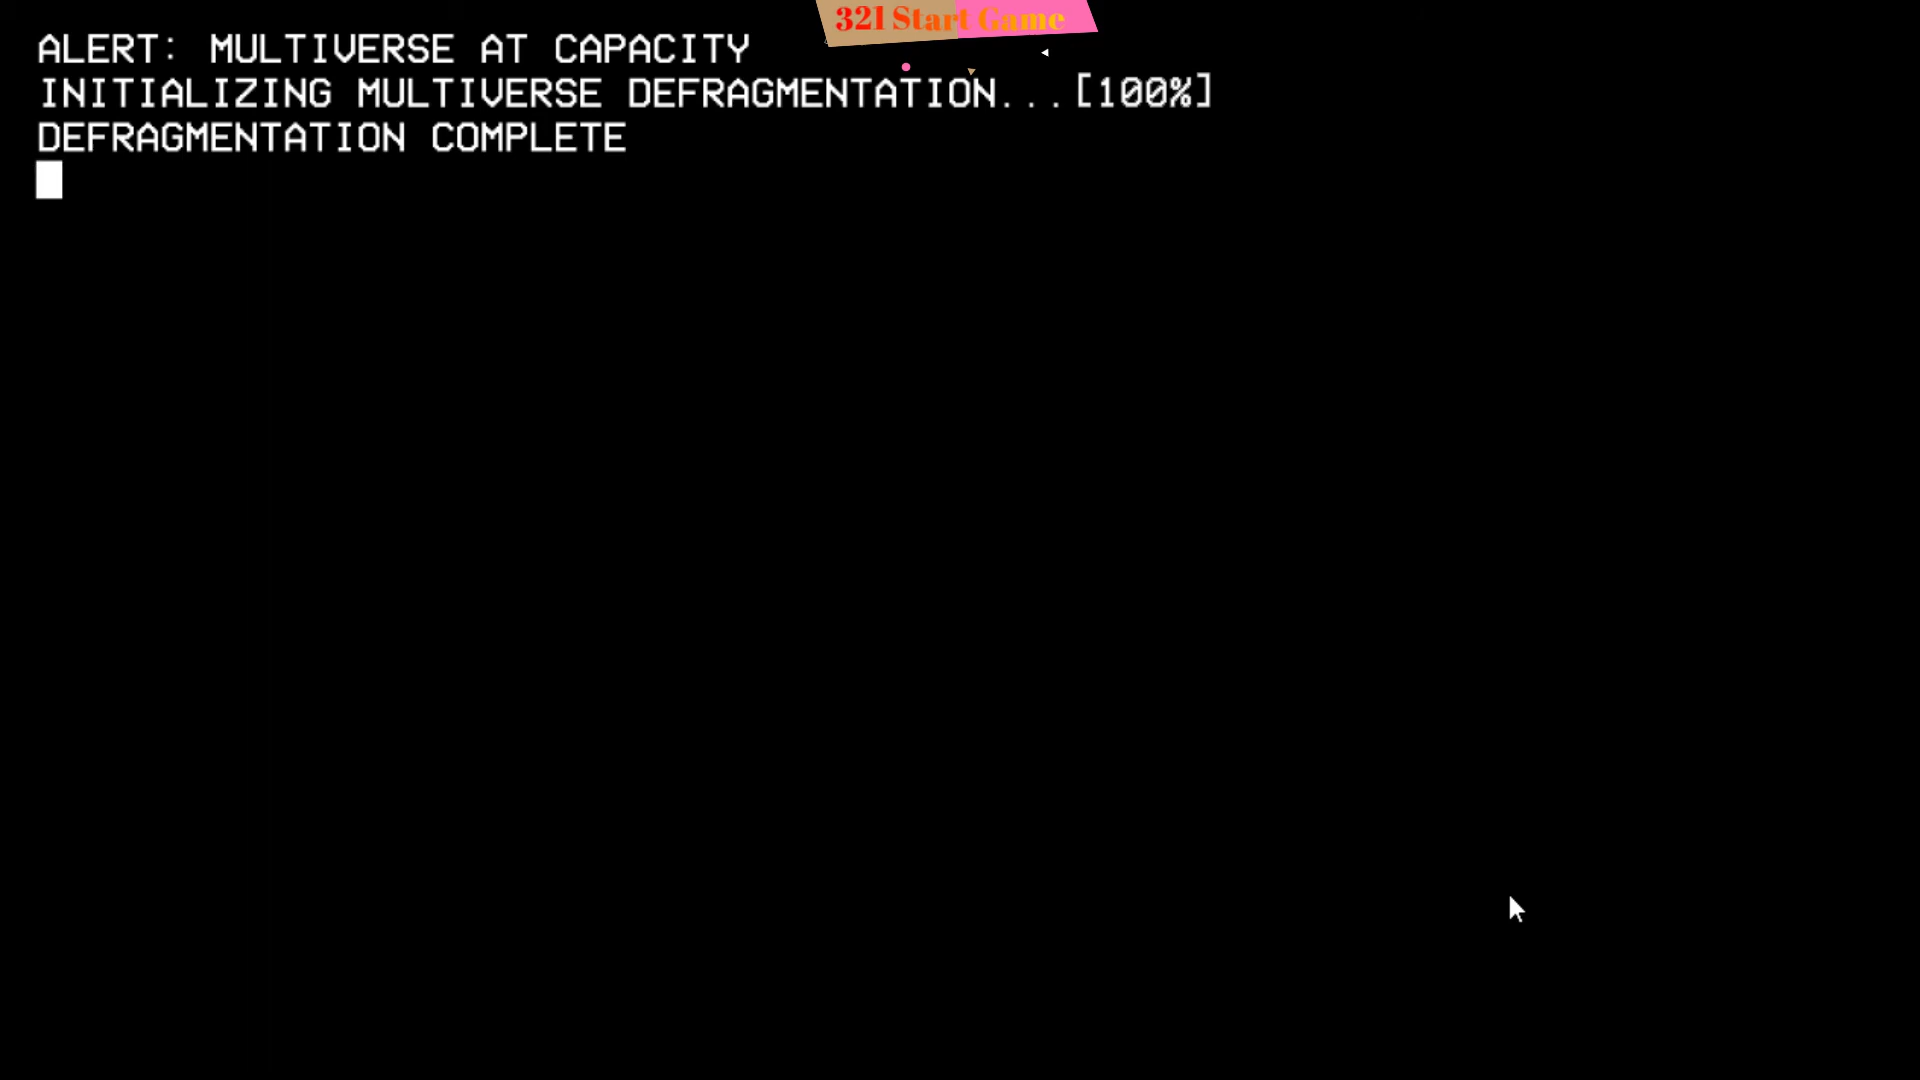 321 Start Game
ALERT: MULTIVERSE AT CAPACITY
INITIALIZING MULTIVERSE DEFRAGMENTATION...[100%]
DEFRAGMENTATION COMPLETE